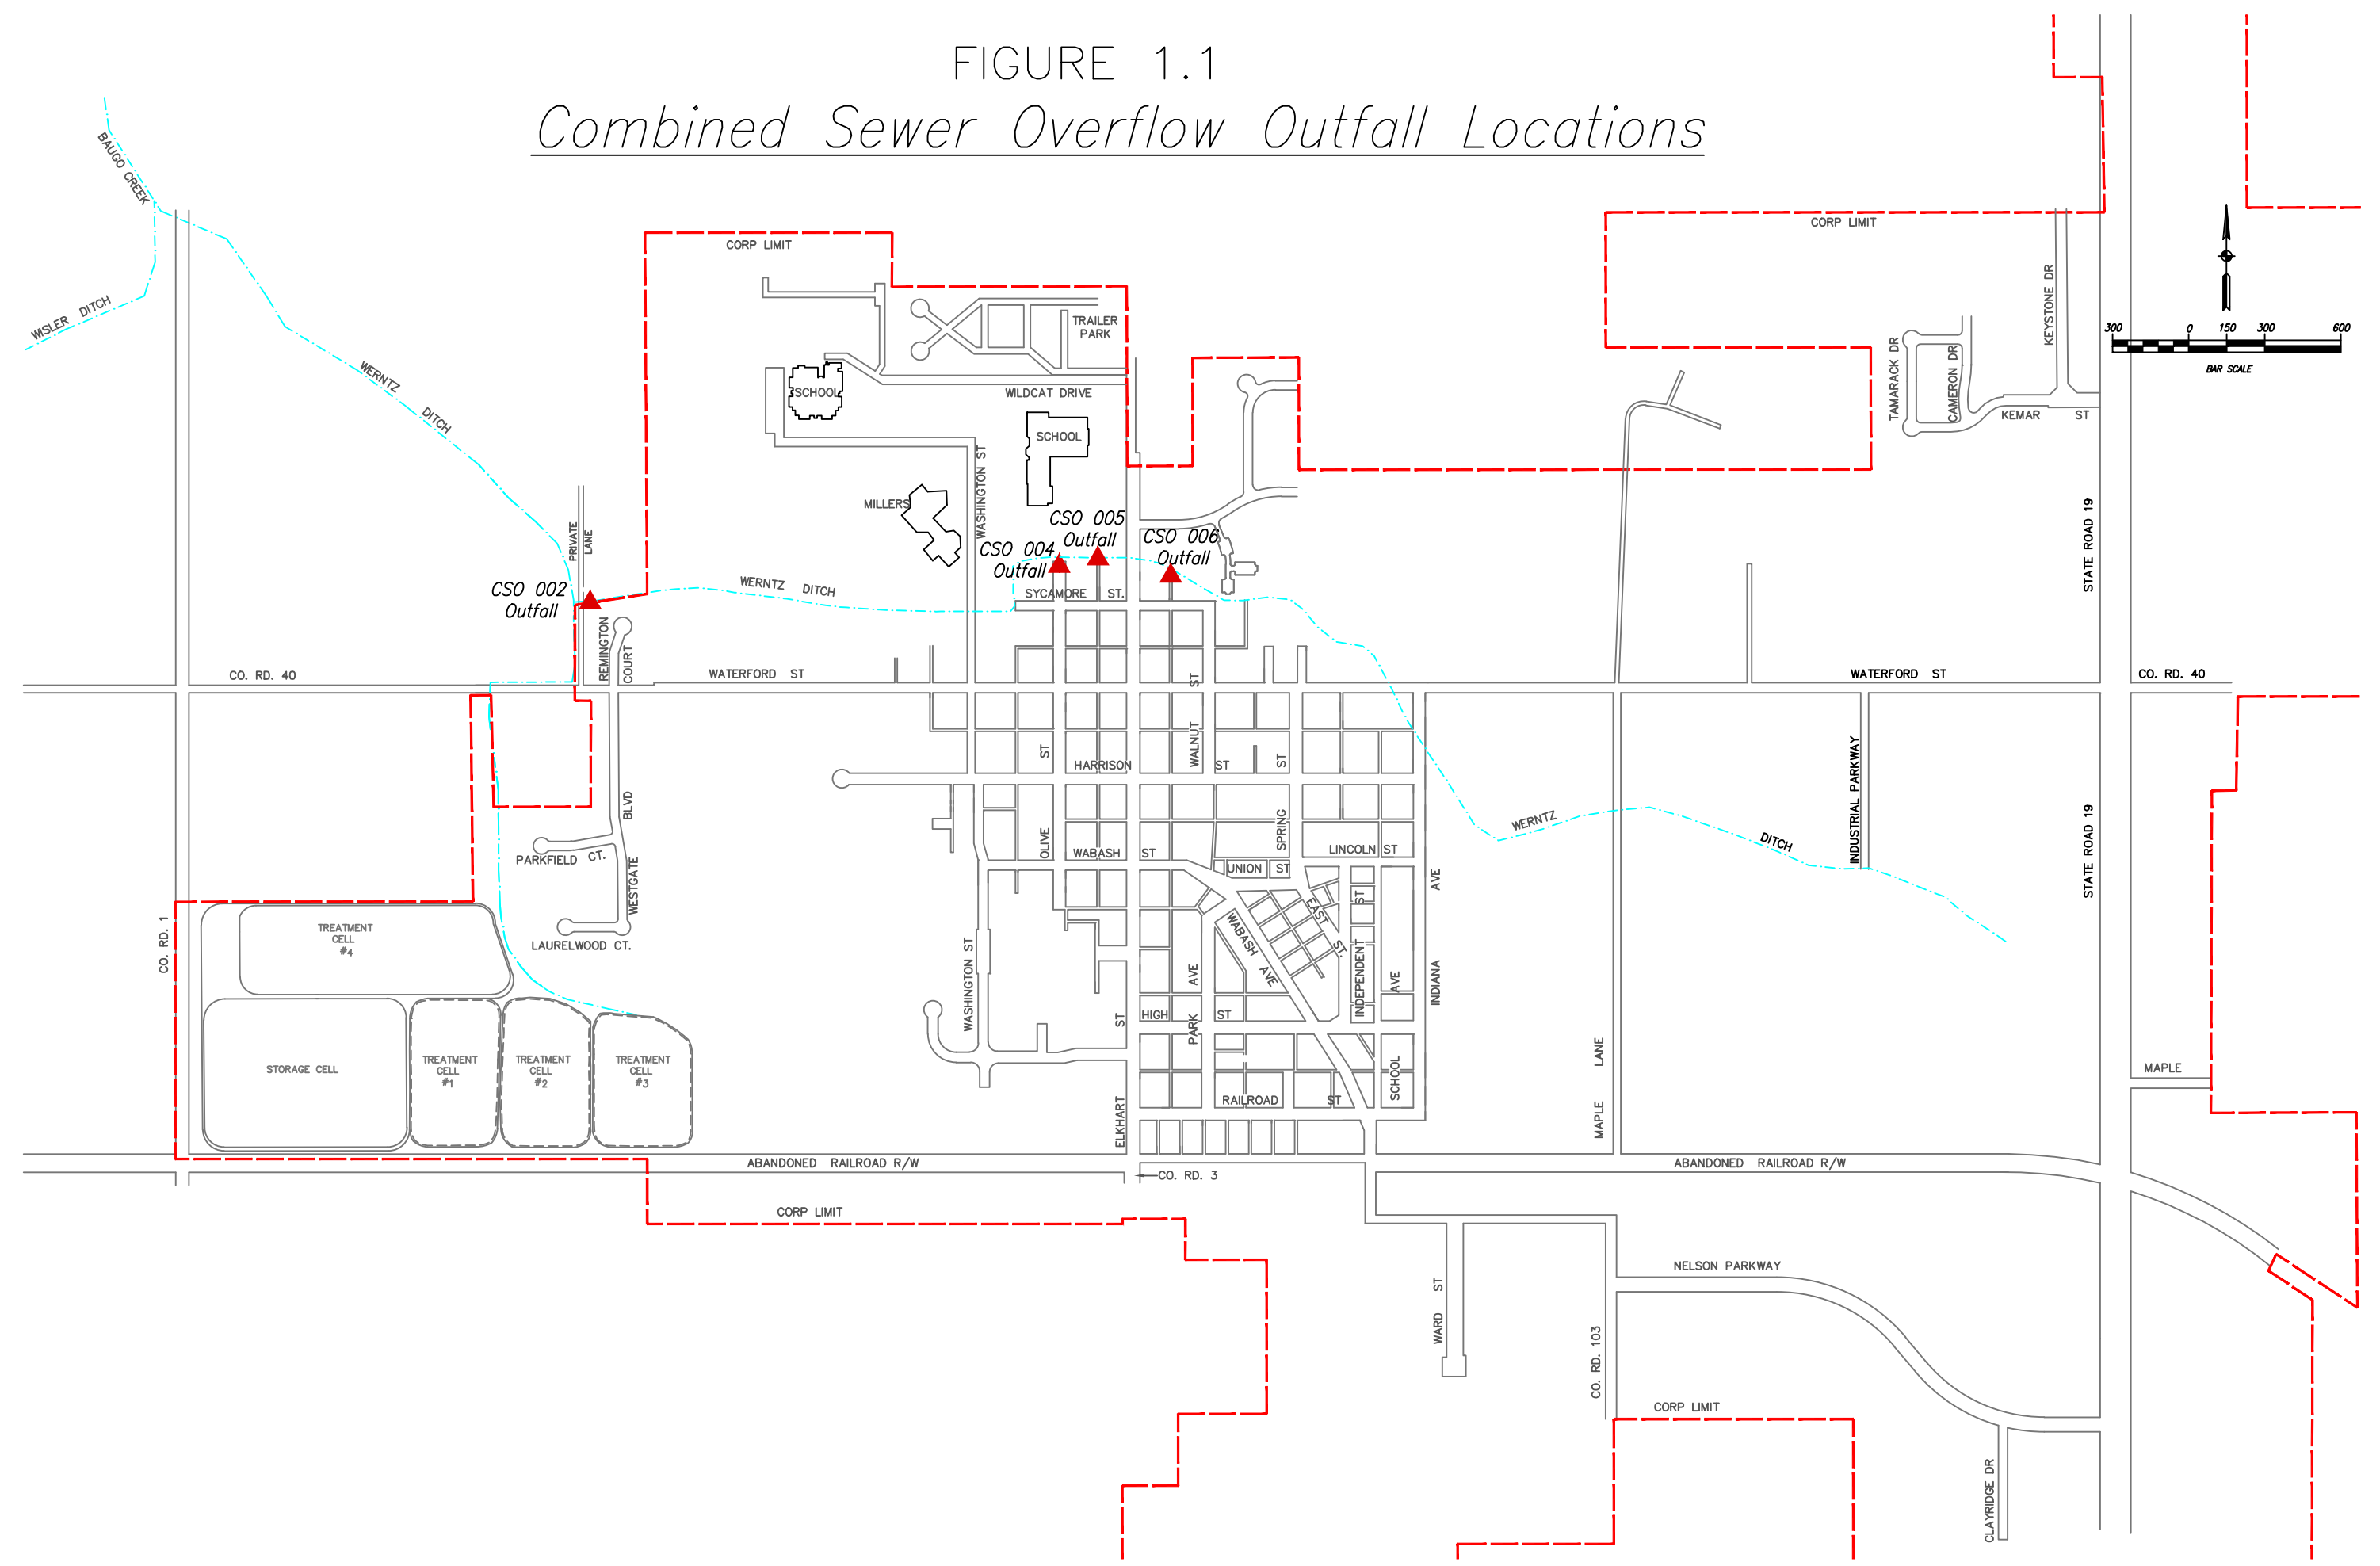 FIGURE 1.1
Combined Sewer Overflow Outfall Locations
BAUGO CREEK
WISLER DITCH
WERNTZ
DITCH
CORP LIMIT
TRAILER
PARK
SCHOOL
WILDCAT DRIVE
SCHOOL
MILLERS
WASHINGTON ST
CORP LIMIT
KEYSTONE DR
TAMARACK DR
CAMERON DR
KEMAR ST
300 0 150 300 600
BAR SCALE
STATE ROAD 19
PRIVATE
LANE
CSO 002
Outfall
CSO 004
Outfall
CSO 005
Outfall
CSO 006
Outfall
WERNTZ DITCH
SYCAMORE ST.
REMINGTON
COURT
CO. RD. 40
WATERFORD ST
WATERFORD ST
CO. RD. 40
WALNUT ST
OLIVE ST
HARRISON ST
SPRING ST
WABASH ST
UNION ST
LINCOLN ST
WERNTZ
DITCH
INDUSTRIAL PARKWAY
STATE ROAD 19
WESTGATE BLVD
PARKFIELD CT.
LAURELWOOD CT.
CO. RD. 1
TREATMENT
CELL
#4
STORAGE CELL
TREATMENT
CELL
#1
TREATMENT
CELL
#2
TREATMENT
CELL
#3
WASHINGTON ST
EAST ST.
WABASH AVE
INDEPENDENT ST
INDIANA AVE
SCHOOL AVE
PARK AVE
HIGH ST
ELKHART ST
RAILROAD ST
MAPLE LANE
MAPLE
ABANDONED RAILROAD R/W
CO. RD. 3
ABANDONED RAILROAD R/W
CORP LIMIT
NELSON PARKWAY
WARD ST
CO. RD. 103
CORP LIMIT
CLAYRIDGE DR